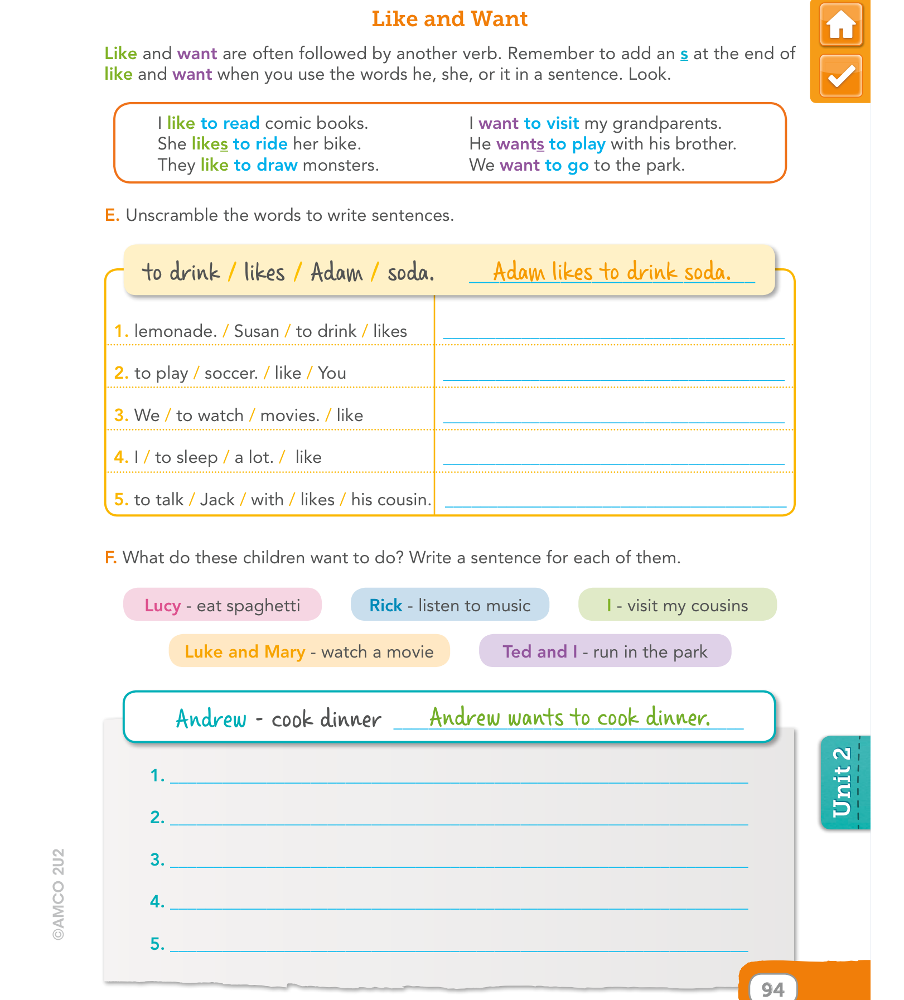 Like and Want
Like and want are often followed by another verb. Remember to add an s at the end of
like and want when you use the words he, she, or it in a sentence. Look.
I like to read comic books.
She likes to ride her bike.
They like to draw monsters.
I want to visit my grandparents.
He wants to play with his brother.
We want to go to the park.
E. Unscramble the words to write sentences.
to drink / likes / Adam / soda. Adam likes to drink soda.
1. lemonade. / Susan / to drink / likes
2. to play / soccer. / like / You
3. We / to watch / movies. / like
4. I / to sleep / a lot. / like
5. to talk / Jack / with / likes / his cousin.
F. What do these children want to do? Write a sentence for each of them.
Lucy - eat spaghetti
Rick - listen to music
I - visit my cousins
Luke and Mary - watch a movie
Ted and I - run in the park
Andrew - cook dinner Andrew wants to cook dinner.
1.
2.
3.
4.
5.
Unit 2
©AMCO 2U2
94